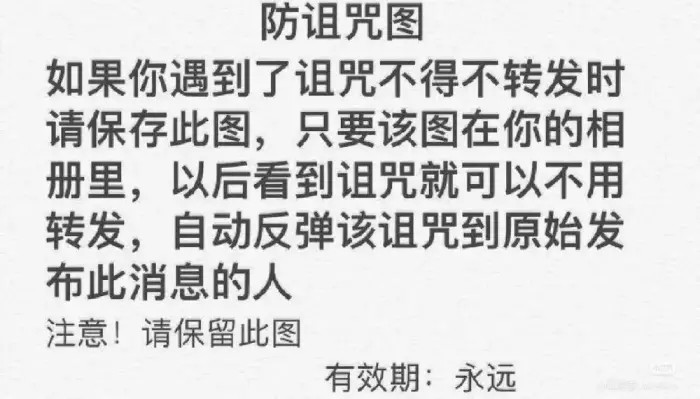 防诅咒图
如果你遇到了诅咒不得不转发时
请保存此图，只要该图在你的相
册里，以后看到诅咒就可以不用
转发，自动反弹该诅咒到原始发
布此消息的人
注意！请保留此图
有效期：永远